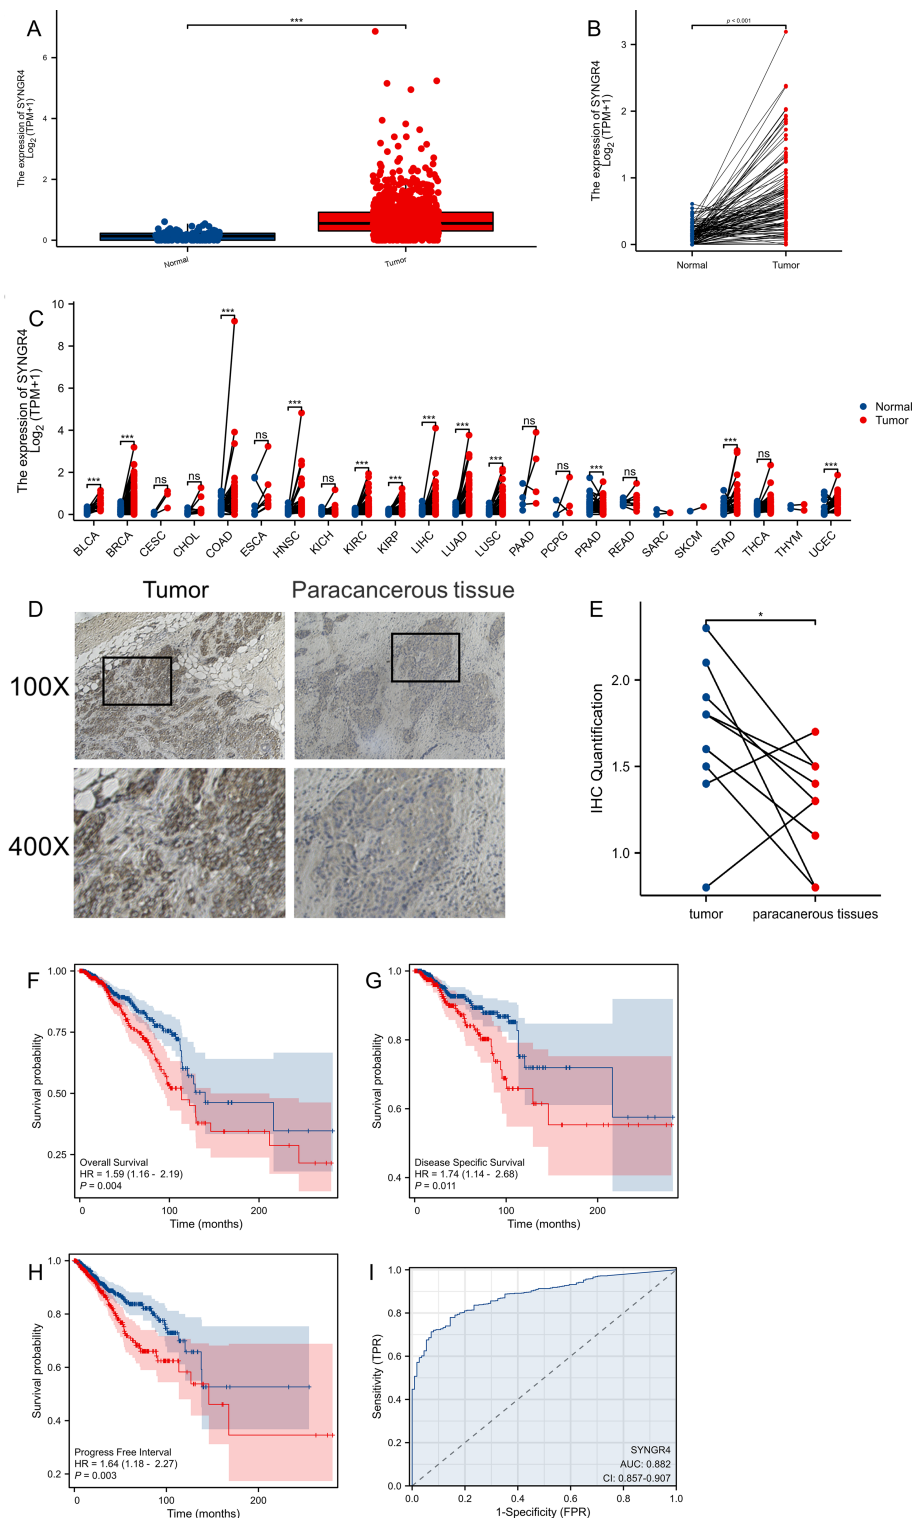 A
***
The expression of SYNGR4
Log2 (TPM+1)
6
4
2
0
Normal
Tumor
B
p < 0.001
The expression of SYNGR4
Log2 (TPM+1)
3
2
1
0
Normal
Tumor
C
The expression of SYNGR4
Log2 (TPM+1)
10
8
6
4
2
0
*** *** ns ns *** ns *** ns *** *** *** *** *** ns ns *** ns *** ns ***
Normal
Tumor
BLCA BRCA CESC CHOL COAD ESCA HNSC KICH KIRC KIRP LIHC LUAD LUSC PAAD PCPG PRAD READ SARC SKCM STAD THCA THYM UCEC
D
Tumor
Paracancerous tissue
100X
400X
E
*
IHC Quantification
2.0
1.5
1.0
tumor
paracanerous tissues
F
Survival probability
1.00
0.75
0.50
0.25
Overall Survival
HR = 1.59 (1.16 - 2.19)
P = 0.004
0 100 200
Time (months)
G
Survival probability
1.0
0.8
0.6
0.4
Disease Specific Survival
HR = 1.74 (1.14 - 2.68)
P = 0.011
0 100 200
Time (months)
H
Survival probability
1.0
0.8
0.6
0.4
0.2
Progress Free Interval
HR = 1.64 (1.18 - 2.27)
P = 0.003
0 100 200
Time (months)
I
Sensitivity (TPR)
1.0
0.8
0.6
0.4
0.2
0.0
SYNGR4
AUC: 0.882
CI: 0.857-0.907
0.0 0.2 0.4 0.6 0.8 1.0
1-Specificity (FPR)